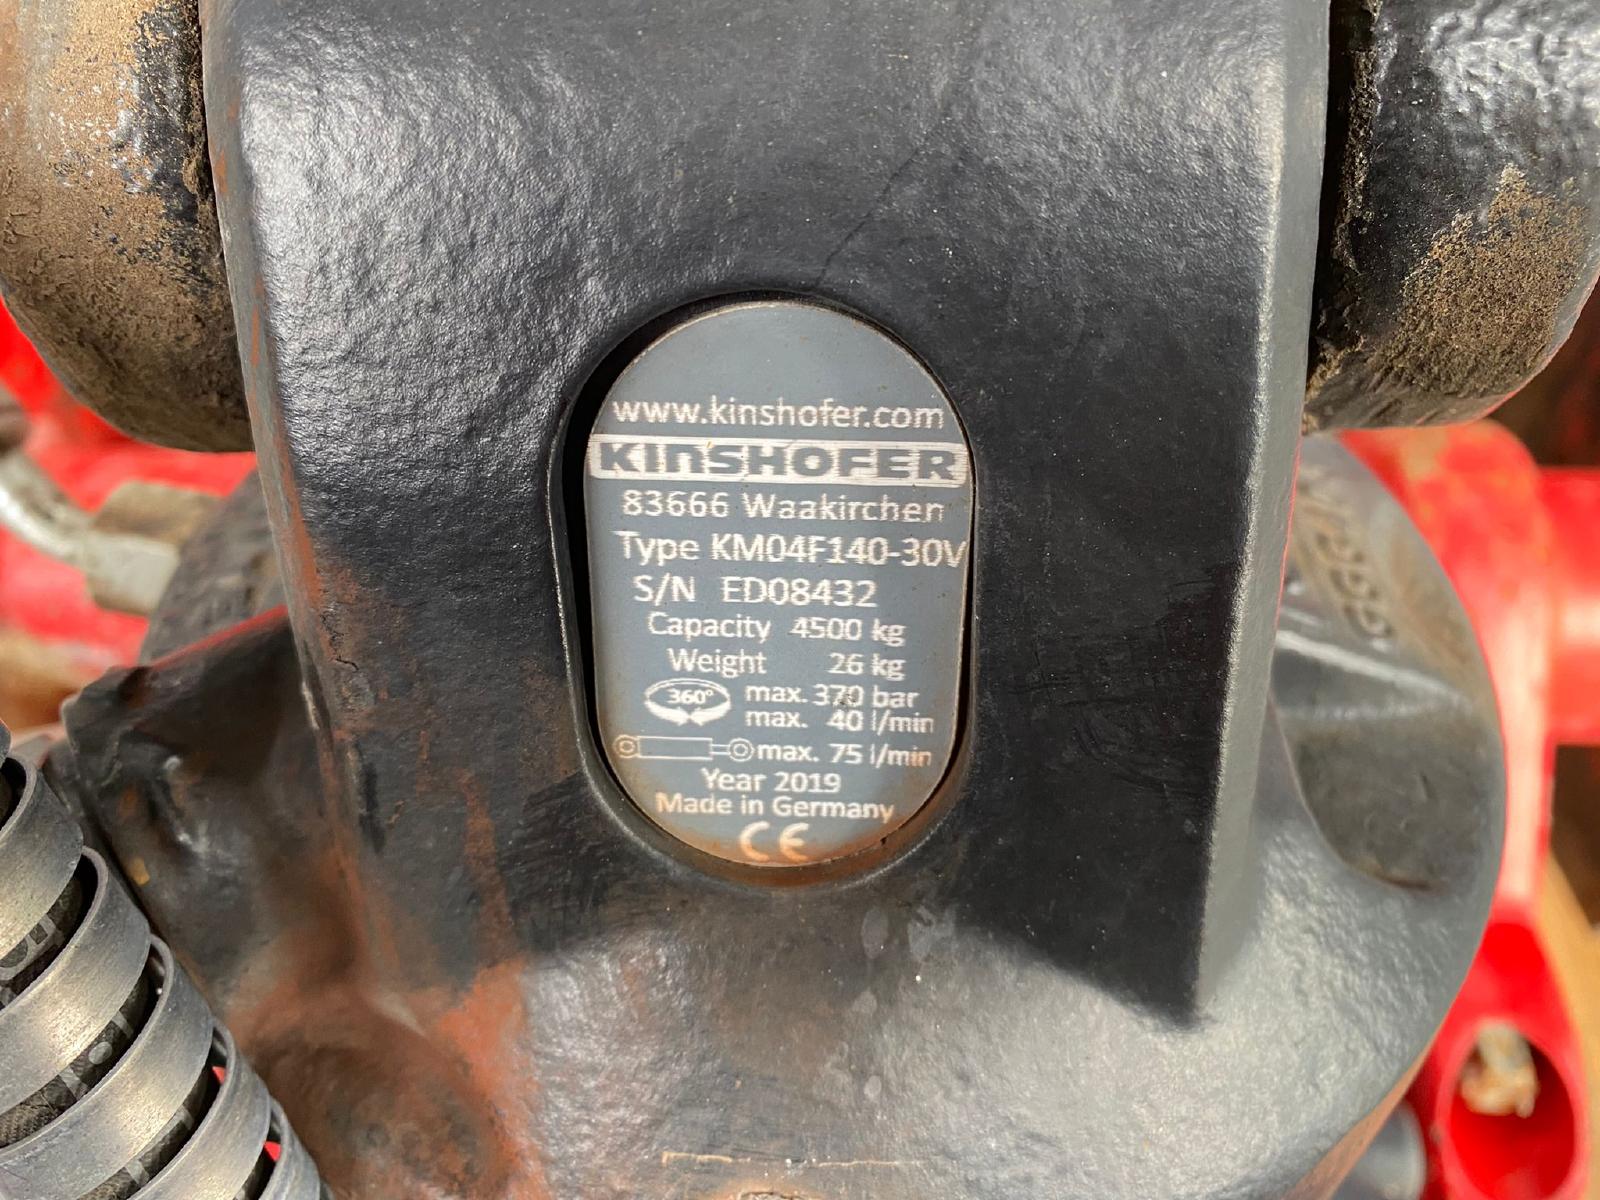 www.kinshofer.com
KINSHOFER
83666 Waakirchen
Type KM04F140-30V
S/N ED08432
Capacity 4500 kg
Weight 26 kg
360° max. 370 bar
max. 40 l/min
max. 75 l/min
Year 2019
Made in Germany
CE